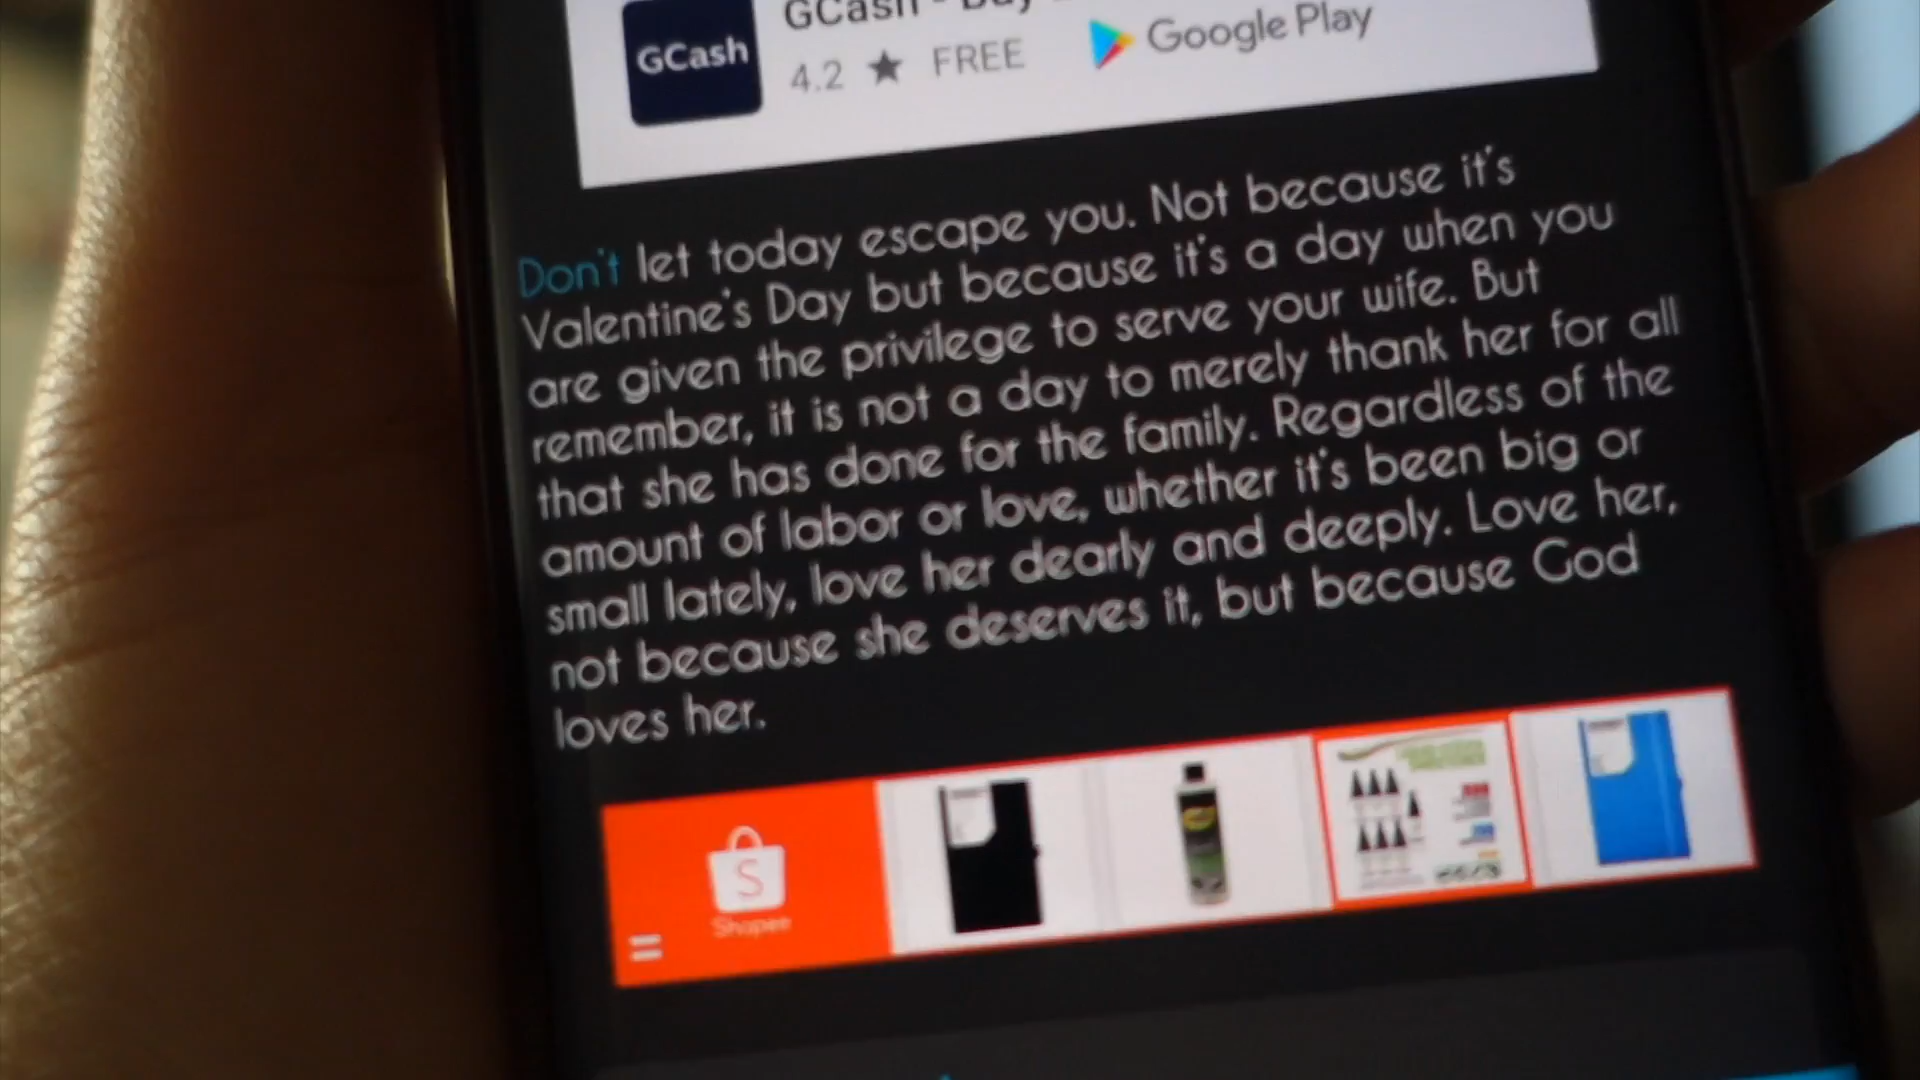 GCash
GCash -
4.2 ★ FREE
Google Play
Don't let today escape you. Not because it's
Valentine's Day but because it's a day when you
are given the privilege to serve your wife. But
remember, it is not a day to merely thank her for all
that she has done for the family. Regardless of the
amount of labor or love, whether it's been big or
small lately, love her dearly and deeply. Love her,
not because she deserves it, but because God
loves her.
S
Shopee